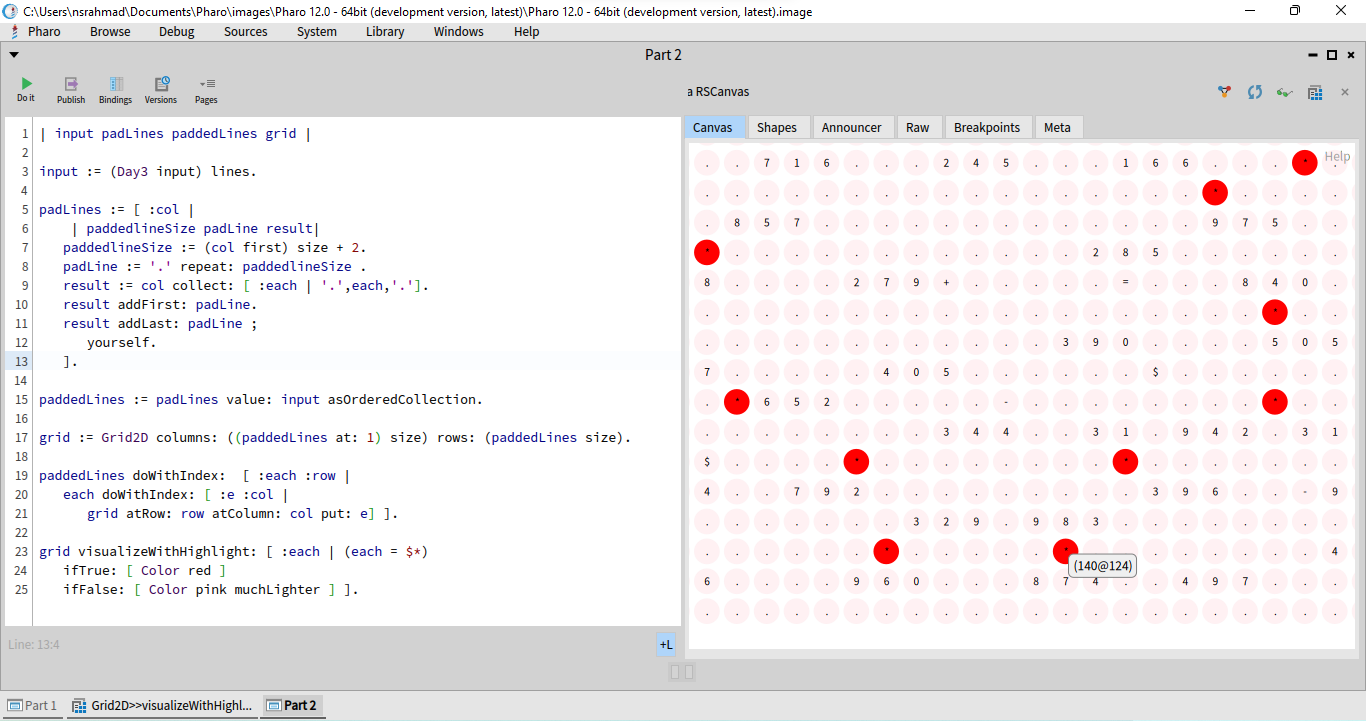 C:\Users\nsrahmad\Documents\Pharo\images\Pharo 12.0 - 64bit (development version, latest)\Pharo 12.0 - 64bit (development version, latest).image
Pharo Browse Debug Sources System Library Windows Help
Part 2
Do it Publish Bindings Versions Pages
a RSCanvas
Canvas Shapes Announcer Raw Breakpoints Meta
1 | input padLines paddedLines grid |
2
3 input := (Day3 input) lines.
4
5 padLines := [ :col |
6 | paddedlineSize padLine result|
7 paddedlineSize := (col first) size + 2.
8 padLine := '.' repeat: paddedlineSize .
9 result := col collect: [ :each | '.',each,'.'].
10 result addFirst: padLine.
11 result addLast: padLine ;
12 yourself.
13 ].
14
15 paddedLines := padLines value: input asOrderedCollection.
16
17 grid := Grid2D columns: ((paddedLines at: 1) size) rows: (paddedLines size).
18
19 paddedLines doWithIndex: [ :each :row |
20 each doWithIndex: [ :e :col |
21 grid atRow: row atColumn: col put: e] ].
22
23 grid visualizeWithHighlight: [ :each | (each = $*)
24 ifTrue: [ Color red ]
25 ifFalse: [ Color pink muchLighter ] ].
Line: 13:4
+L
Help
. . 7 1 6 . . . 2 4 5 . . . 1 6 6 . . . * .
. . . . . . . . . . . . . . . . . * . . . .
. 8 5 7 . . . . . . . . . . . . . 9 7 5 . .
* . . . . . . . . . . . . 2 8 5 . . . . . .
8 . . . . 2 7 9 + . . . . . = . . . 8 4 0 .
. . . . . . . . . . . . . . . . . . . * . .
. . . . . . . . . . . . 3 9 0 . . . . 5 0 5
7 . . . . . 4 0 5 . . . . . . $ . . . . . .
. * 6 5 2 . . . . . - . . . . . . . . * . .
. . . . . . . . 3 4 4 . . 3 1 . 9 4 2 . 3 1
$ . . . . * . . . . . . . . * . . . . . . .
4 . . 7 9 2 . . . . . . . . . 3 9 6 . . - 9
. . . . . . . 3 2 9 . 9 8 3 . . . . . . . .
. . . . . . * . . . . . * . . . . . . . 4
(140@124)
6 . . . . 9 6 0 . . . 8 7 4 . . 4 9 7 . . .
. . . . . . . . . . . . . . . . . . . . . .
Part 1 Grid2D>>visualizeWithHighl... Part 2